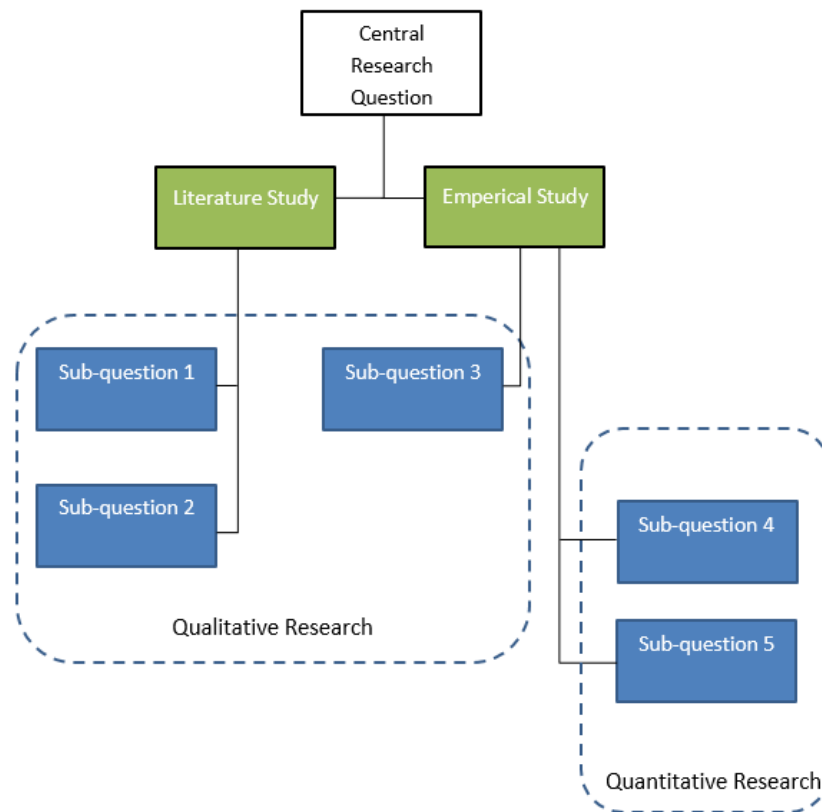 Central
Research
Question
Literature Study
Emperical Study
Sub-question 1
Sub-question 3
Sub-question 2
Sub-question 4
Qualitative Research
Sub-question 5
Quantitative Research